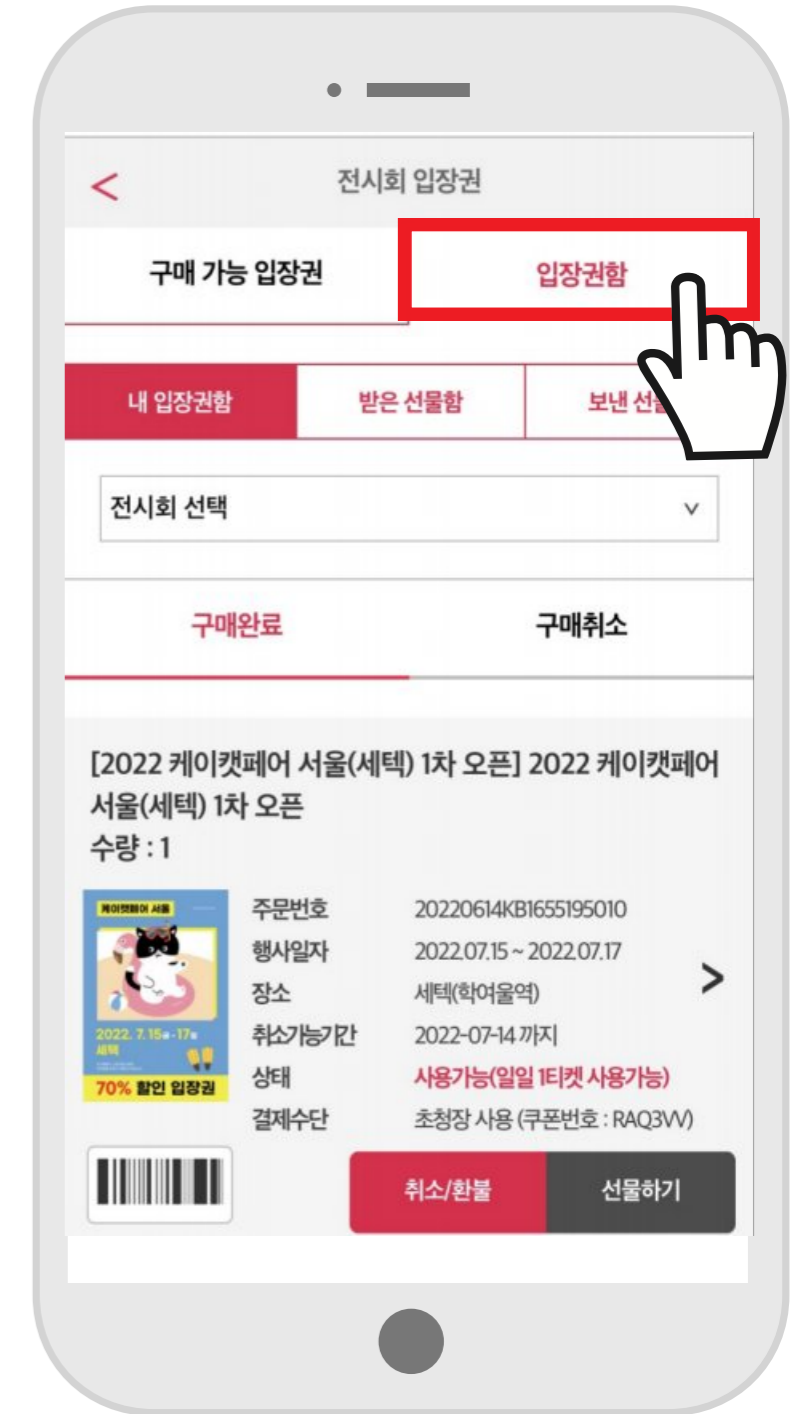 <
전시회 입장권
구매 가능 입장권
입장권함
내 입장권함
받은 선물함
보낸
전시회 선택
구매완료
구매취소
[2022 케이캣페어 서울(세텍) 1차 오픈] 2022 케이캣페어
서울(세텍) 1차 오픈
수량 : 1
케이캣페어 서울
2022. 7. 15 - 17
세텍
70% 할인 입장권
주문번호 20220614KB1655195010
행사일자 2022.07.15 ~ 2022.07.17
장소 세텍(학여울역)
취소가능기간 2022-07-14 까지
상태 사용가능(일일 1티켓 사용가능)
결제수단 초청장 사용 (쿠폰번호 : RAQ3VV)
>
취소/환불
선물하기